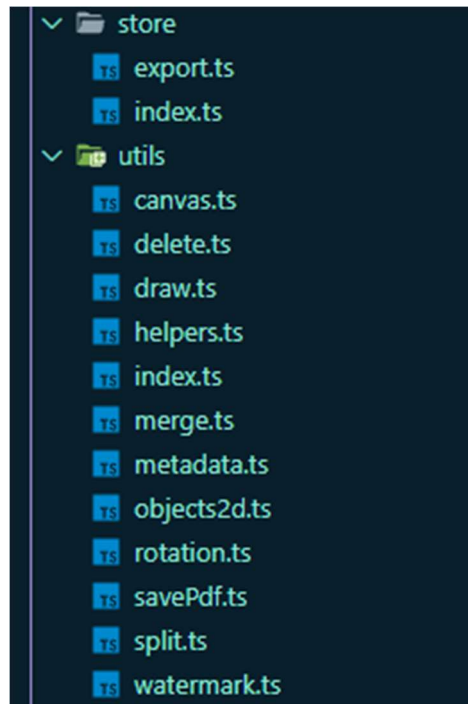 store
TS export.ts
TS index.ts
utils
TS canvas.ts
TS delete.ts
TS draw.ts
TS helpers.ts
TS index.ts
TS merge.ts
TS metadata.ts
TS objects2d.ts
TS rotation.ts
TS savePdf.ts
TS split.ts
TS watermark.ts